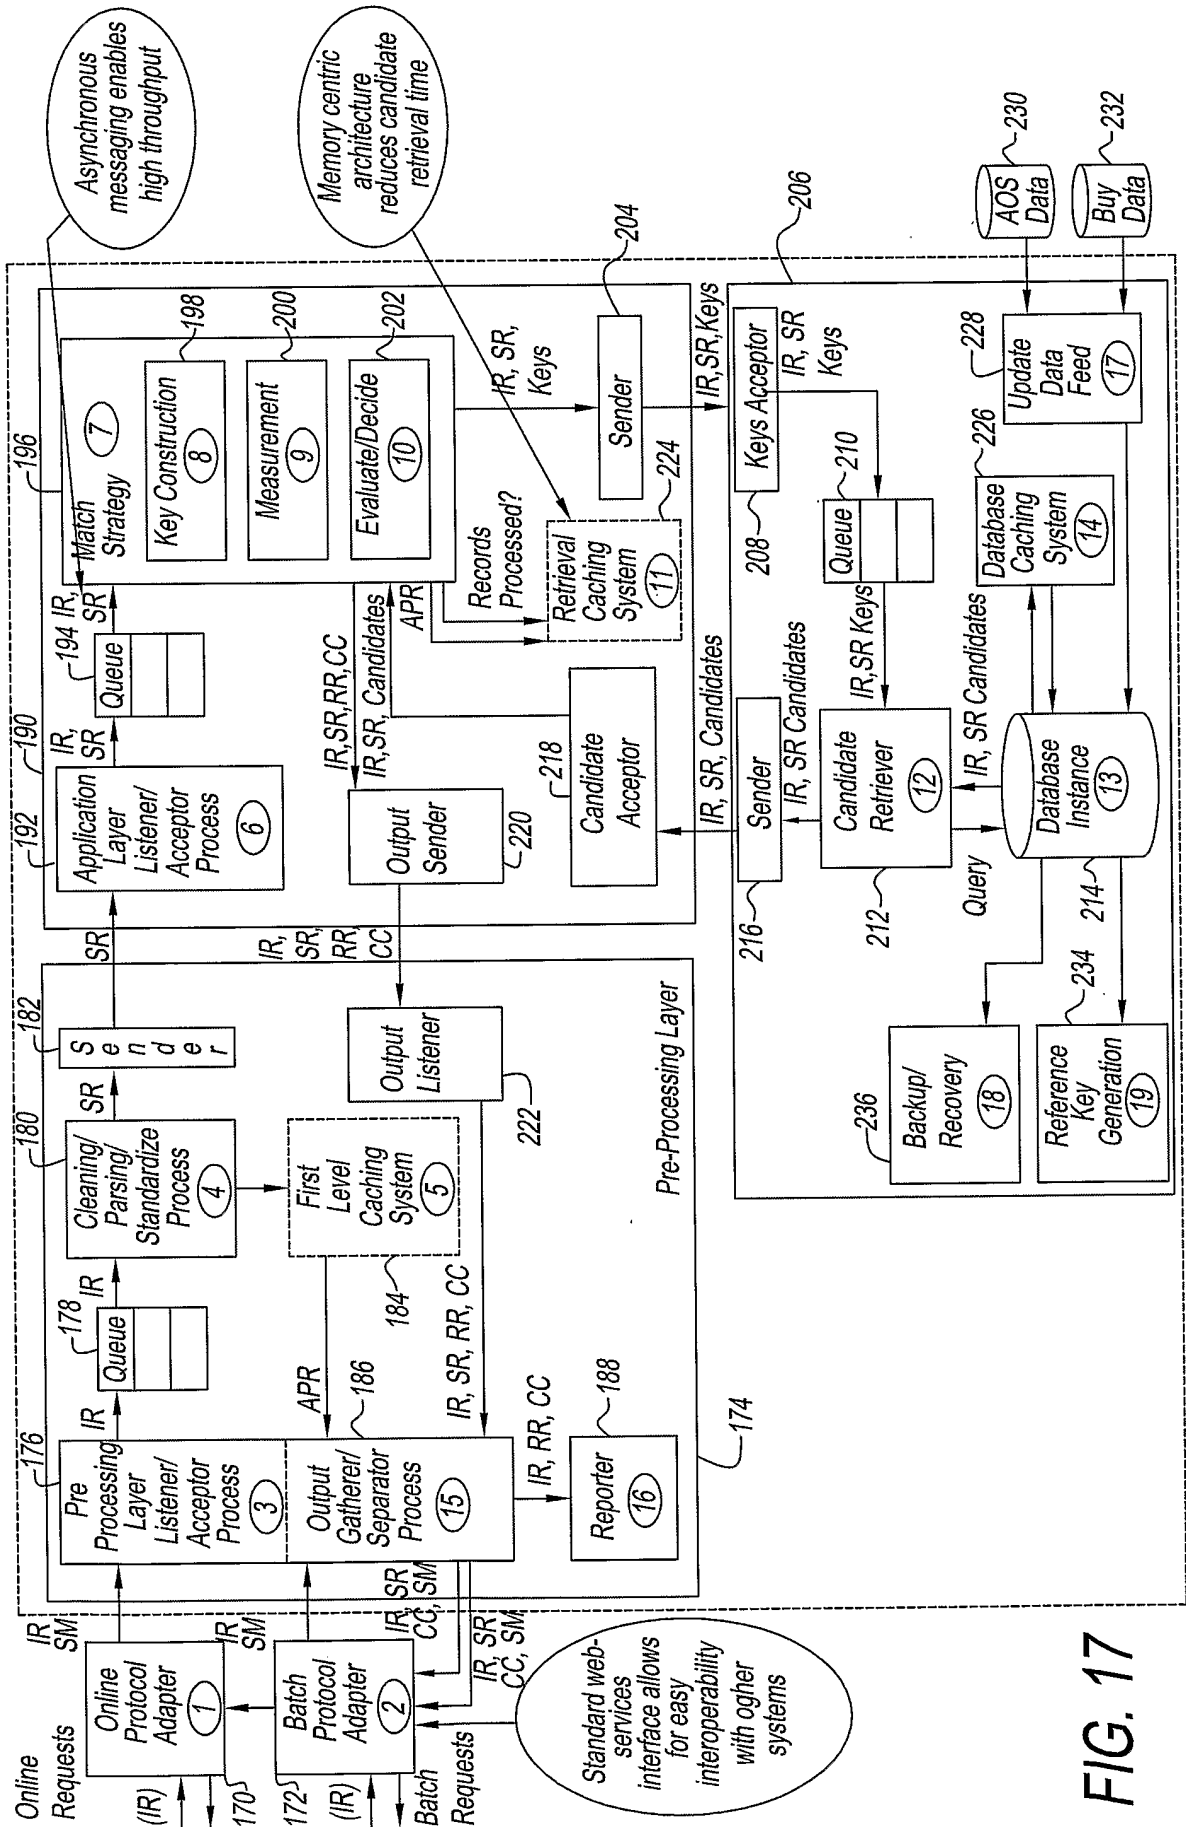 Online
Requests
(IR)
170
IR
SM
Online
Protocol
Adapter
1
172
(IR)
Batch
Requests
IR
SM
Batch
Protocol
Adapter
2
IR, SR
CC, SM
IR, SR
CC, SM
Standard web-
services
interface allows
for easy
interoperability
with ogher
systems
176
Pre
Processing
Layer
Listener/
Acceptor
Process
3
Output
Gatherer/
Separator
Process
15
186
IR
178
Queue
IR
180
Cleaning/
Parsing/
Standardize
Process
4
SR
182
Sender
SR
First
Level
Caching
System
5
184
APR
IR, SR, RR, CC
IR, RR, CC
Reporter
16
188
Output
Listener
222
Pre-Processing Layer
174
IR,
SR,
RR,
CC
190
192
Application
Layer
Listener/
Acceptor
Process
6
IR,
SR
194
Queue
IR,
SR
196
Match
Strategy
7
Key Construction
8
198
Measurement
9
200
Evaluate/Decide
10
202
Asynchronous
messaging enables
high throughput
Memory centric
architecture
reduces candidate
retrieval time
IR,SR,RR,CC
IR,SR, Candidates
APR
Records
Processed?
Output
Sender
220
Candidate
Acceptor
218
Retrieval
Caching
System
11
224
IR, SR,
Keys
Sender
204
IR,SR,Keys
IR, SR, Candidates
206
Keys Acceptor
208
IR, SR
Keys
Queue
210
IR,SR Keys
Sender
216
IR, SR Candidates
Candidate
Retriever
12
212
Query
IR, SR Candidates
Database
Instance
13
214
Database
Caching
System
14
226
Update
Data
Feed
17
228
AOS
Data
230
Buy
Data
232
Backup/
Recovery
18
236
Reference
Key
Generation
19
234
FIG. 17